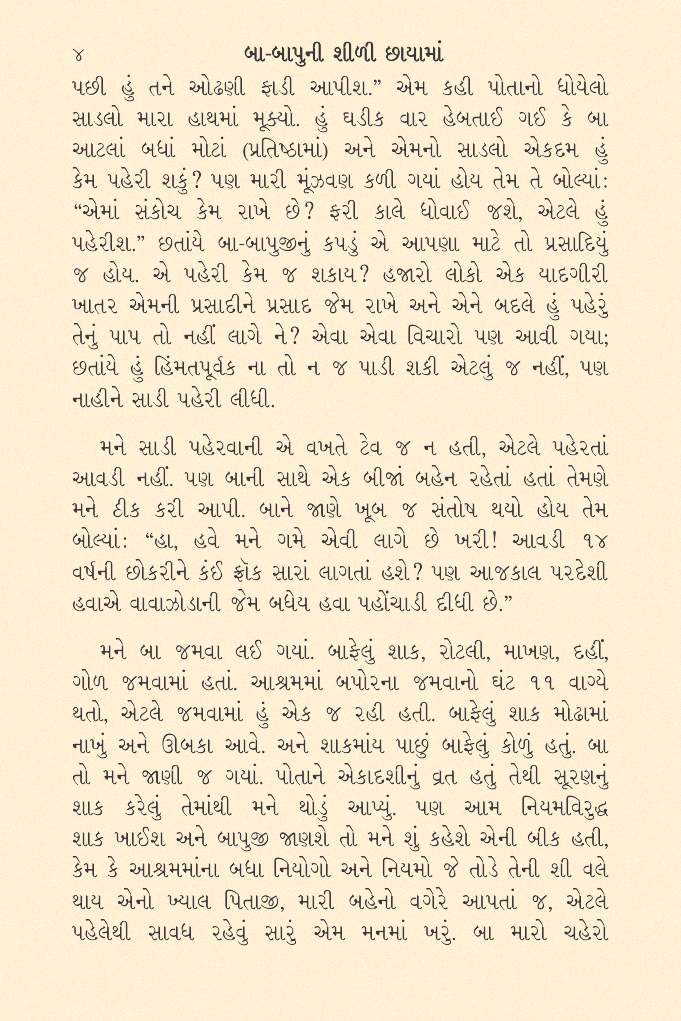 ૪ બા-બાપુની શીળી છાયામાં
પછી હું તને ઓઢણી ફાડી આપીશ.” એમ કહી પોતાનો ધોયેલો
સાડલો મારા હાથમાં મૂક્યો. હું ઘડીક વાર હેબતાઈ ગઈ કે બા
આટલાં બધાં મોટાં (પ્રતિષ્ઠામાં) અને એમનો સાડલો એકદમ હું
કેમ પહેરી શકું? પણ મારી મૂંઝવણ કળી ગયાં હોય તેમ તે બોલ્યાં:
“એમાં સંકોચ કેમ રાખે છે? ફરી કાલે ધોવાઈ જશે, એટલે હું
પહેરીશ.” છતાંયે બા-બાપુજીનું કપડું એ આપણા માટે તો પ્રસાદિયું
જ હોય. એ પહેરી કેમ જ શકાય? હજારો લોકો એક યાદગીરી
ખાતર એમની પ્રસાદીને પ્રસાદ જેમ રાખે અને એને બદલે હું પહેરું
તેનું પાપ તો નહીં લાગે ને? એવા એવા વિચારો પણ આવી ગયા;
છતાંયે હું હિંમતપૂર્વક ના તો ન જ પાડી શકી એટલું જ નહીં, પણ
નાહીને સાડી પહેરી લીધી.
મને સાડી પહેરવાની એ વખતે ટેવ જ ન હતી, એટલે પહેરતાં
આવડી નહીં. પણ બાની સાથે એક બીજાં બહેન રહેતાં હતાં તેમણે
મને ઠીક કરી આપી. બાને જાણે ખૂબ જ સંતોષ થયો હોય તેમ
બોલ્યાં: “હા, હવે મને ગમે એવી લાગે છે ખરી! આવડી ૧૪
વર્ષની છોકરીને કંઈ ફ્રૉક સારાં લાગતાં હશે? પણ આજકાલ પરદેશી
હવાએ વાવાઝોડાની જેમ બધેય હવા પહોંચાડી દીધી છે.”
મને બા જમવા લઈ ગયાં. બાફેલું શાક, રોટલી, માખણ, દહીં,
ગોળ જમવામાં હતાં. આશ્રમમાં બપોરના જમવાનો ઘંટ ૧૧ વાગ્યે
થતો, એટલે જમવામાં હું એક જ રહી હતી. બાફેલું શાક મોઢામાં
નાખું અને ઊબકા આવે. અને શાકમાંય પાછું બાફેલું કોળું હતું. બા
તો મને જાણી જ ગયાં. પોતાને એકાદશીનું વ્રત હતું તેથી સૂરણનું
શાક કરેલું તેમાંથી મને થોડું આપ્યું. પણ આમ નિયમવિરુદ્ધ
શાક ખાઈશ અને બાપુજી જાણશે તો મને શું કહેશે એની બીક હતી,
કેમ કે આશ્રમમાંના બધા નિયોગો અને નિયમો જે તોડે તેની શી વલે
થાય એનો ખ્યાલ પિતાજી, મારી બહેનો વગેરે આપતાં જ, એટલે
પહેલેથી સાવધ રહેવું સારું એમ મનમાં ખરું. બા મારો ચહેરો